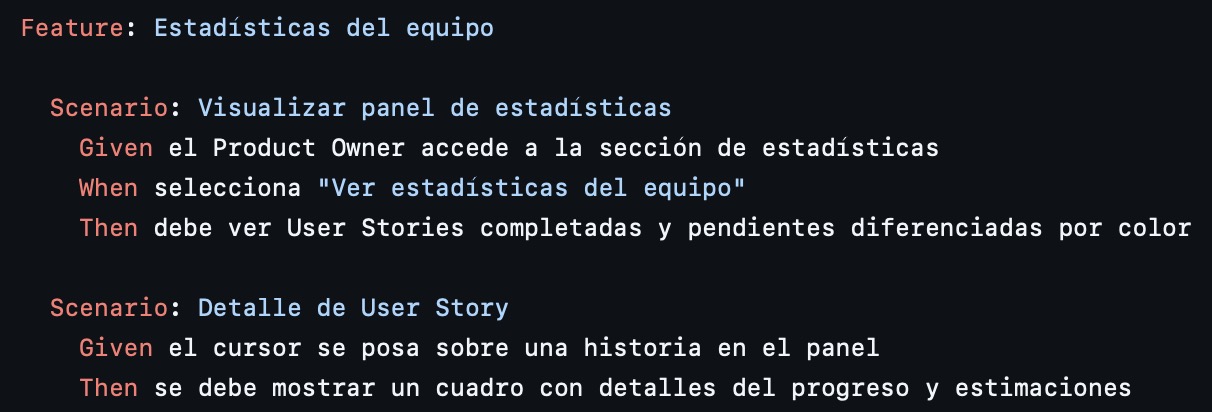 Feature: Estadísticas del equipo
Scenario: Visualizar panel de estadísticas
Given el Product Owner accede a la sección de estadísticas
When selecciona "Ver estadísticas del equipo"
Then debe ver User Stories completadas y pendientes diferenciadas por color
Scenario: Detalle de User Story
Given el cursor se posa sobre una historia en el panel
Then se debe mostrar un cuadro con detalles del progreso y estimaciones